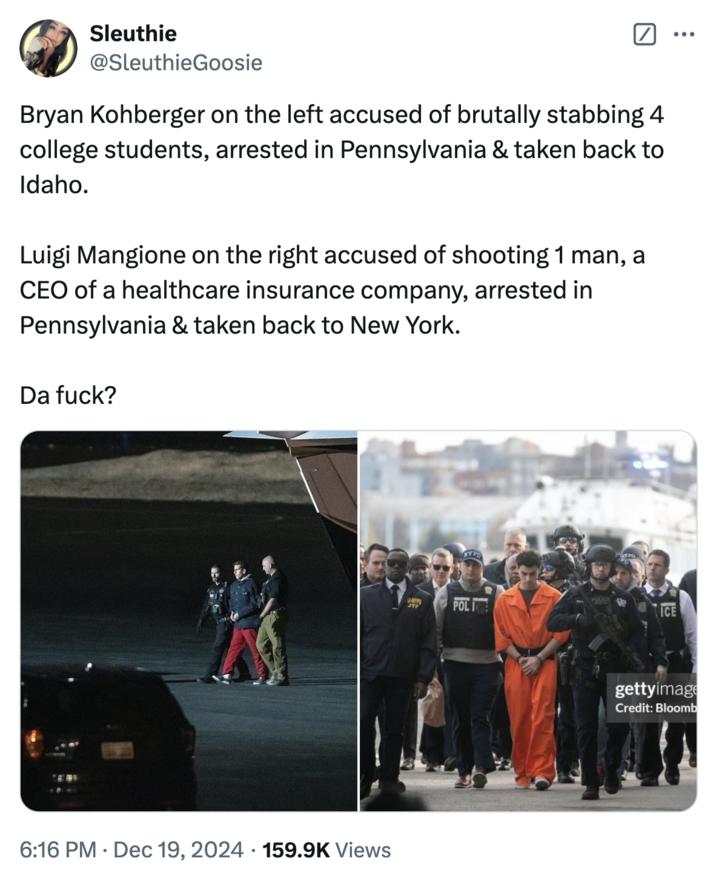 Sleuthie
@SleuthieGoosie
Bryan Kohberger on the left accused of brutally stabbing 4
college students, arrested in Pennsylvania & taken back to
Idaho.
Luigi Mangione on the right accused of shooting 1 man, a
CEO of a healthcare insurance company, arrested in
Pennsylvania & taken back to New York.
Da fuck?
NYPD
POLICE
JTF
ICE
gettyimage
Credit: Bloomb
6:16 PM · Dec 19, 2024 · 159.9K Views